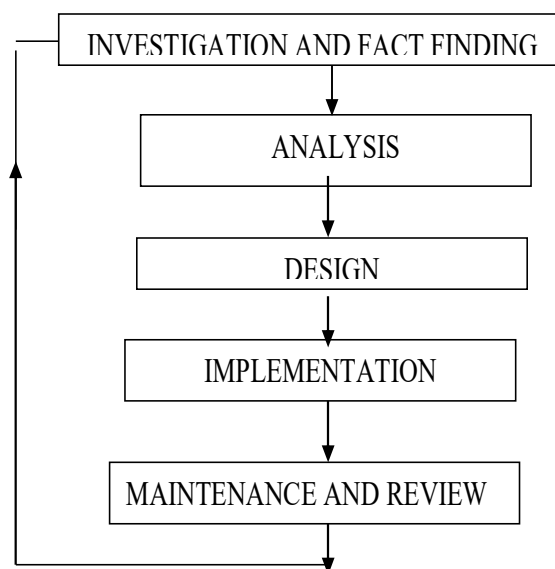 INVESTIGATION AND FACT FINDING
ANALYSIS
DESIGN
IMPLEMENTATION
MAINTENANCE AND REVIEW